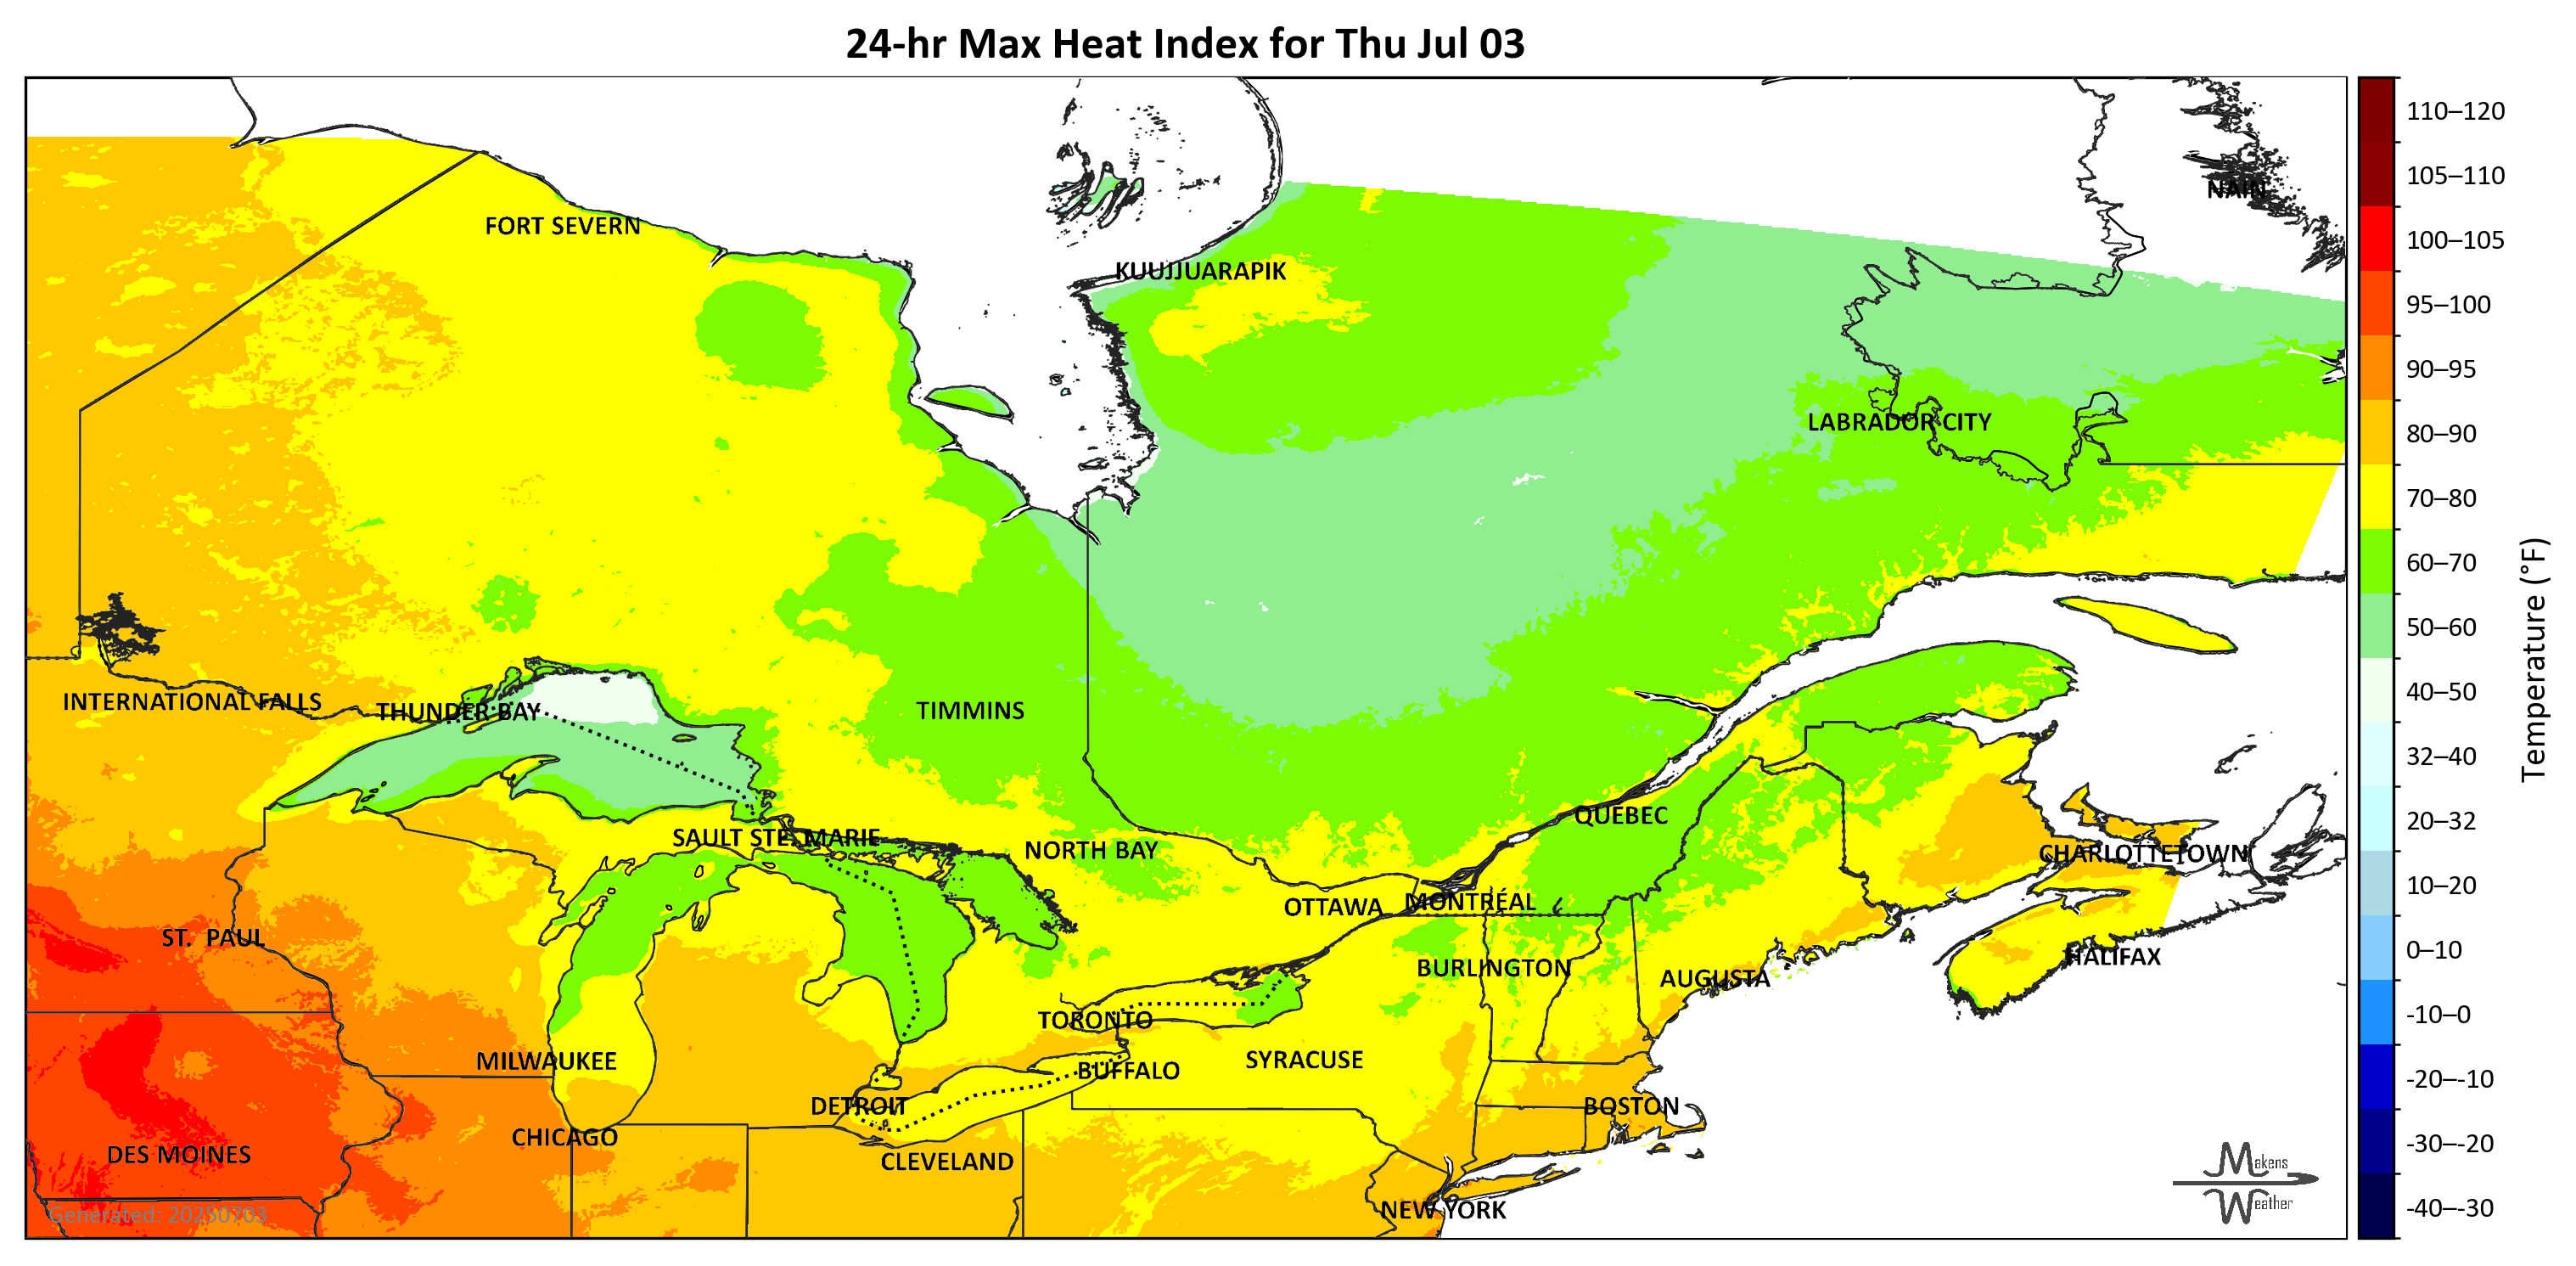 24-hr Max Heat Index for Thu Jul 03
110–120
105–110
NAIN
FORT SEVERN
100–105
KUUJJUARAPIK
95–100
90–95
LABRADOR CITY
80–90
70–80
60–70
50–60
40–50
Temperature (°F)
INTERNATIONAL FALLS
THUNDER BAY
TIMMINS
32–40
QUEBEC
20–32
SAULT STE. MARIE
NORTH BAY
CHARLOTTETOWN
10–20
OTTAWA
MONTRÉAL
ST. PAUL
0–10
HALIFAX
BURLINGTON
AUGUSTA
-10–0
TORONTO
MILWAUKEE
SYRACUSE
BUFFALO
-20–-10
DETROIT
BOSTON
CHICAGO
-30–-20
DES MOINES
CLEVELAND
Makens
Weather
NEW YORK
-40–-30
Generated: 20250703